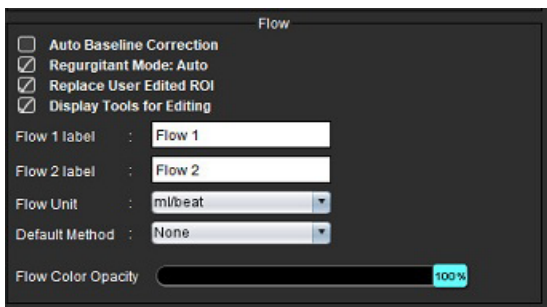 Flow
Auto Baseline Correction
Regurgitant Mode: Auto
Replace User Edited ROI
Display Tools for Editing
Flow 1 label : Flow 1
Flow 2 label : Flow 2
Flow Unit : ml/beat
Default Method : None
Flow Color Opacity 100%